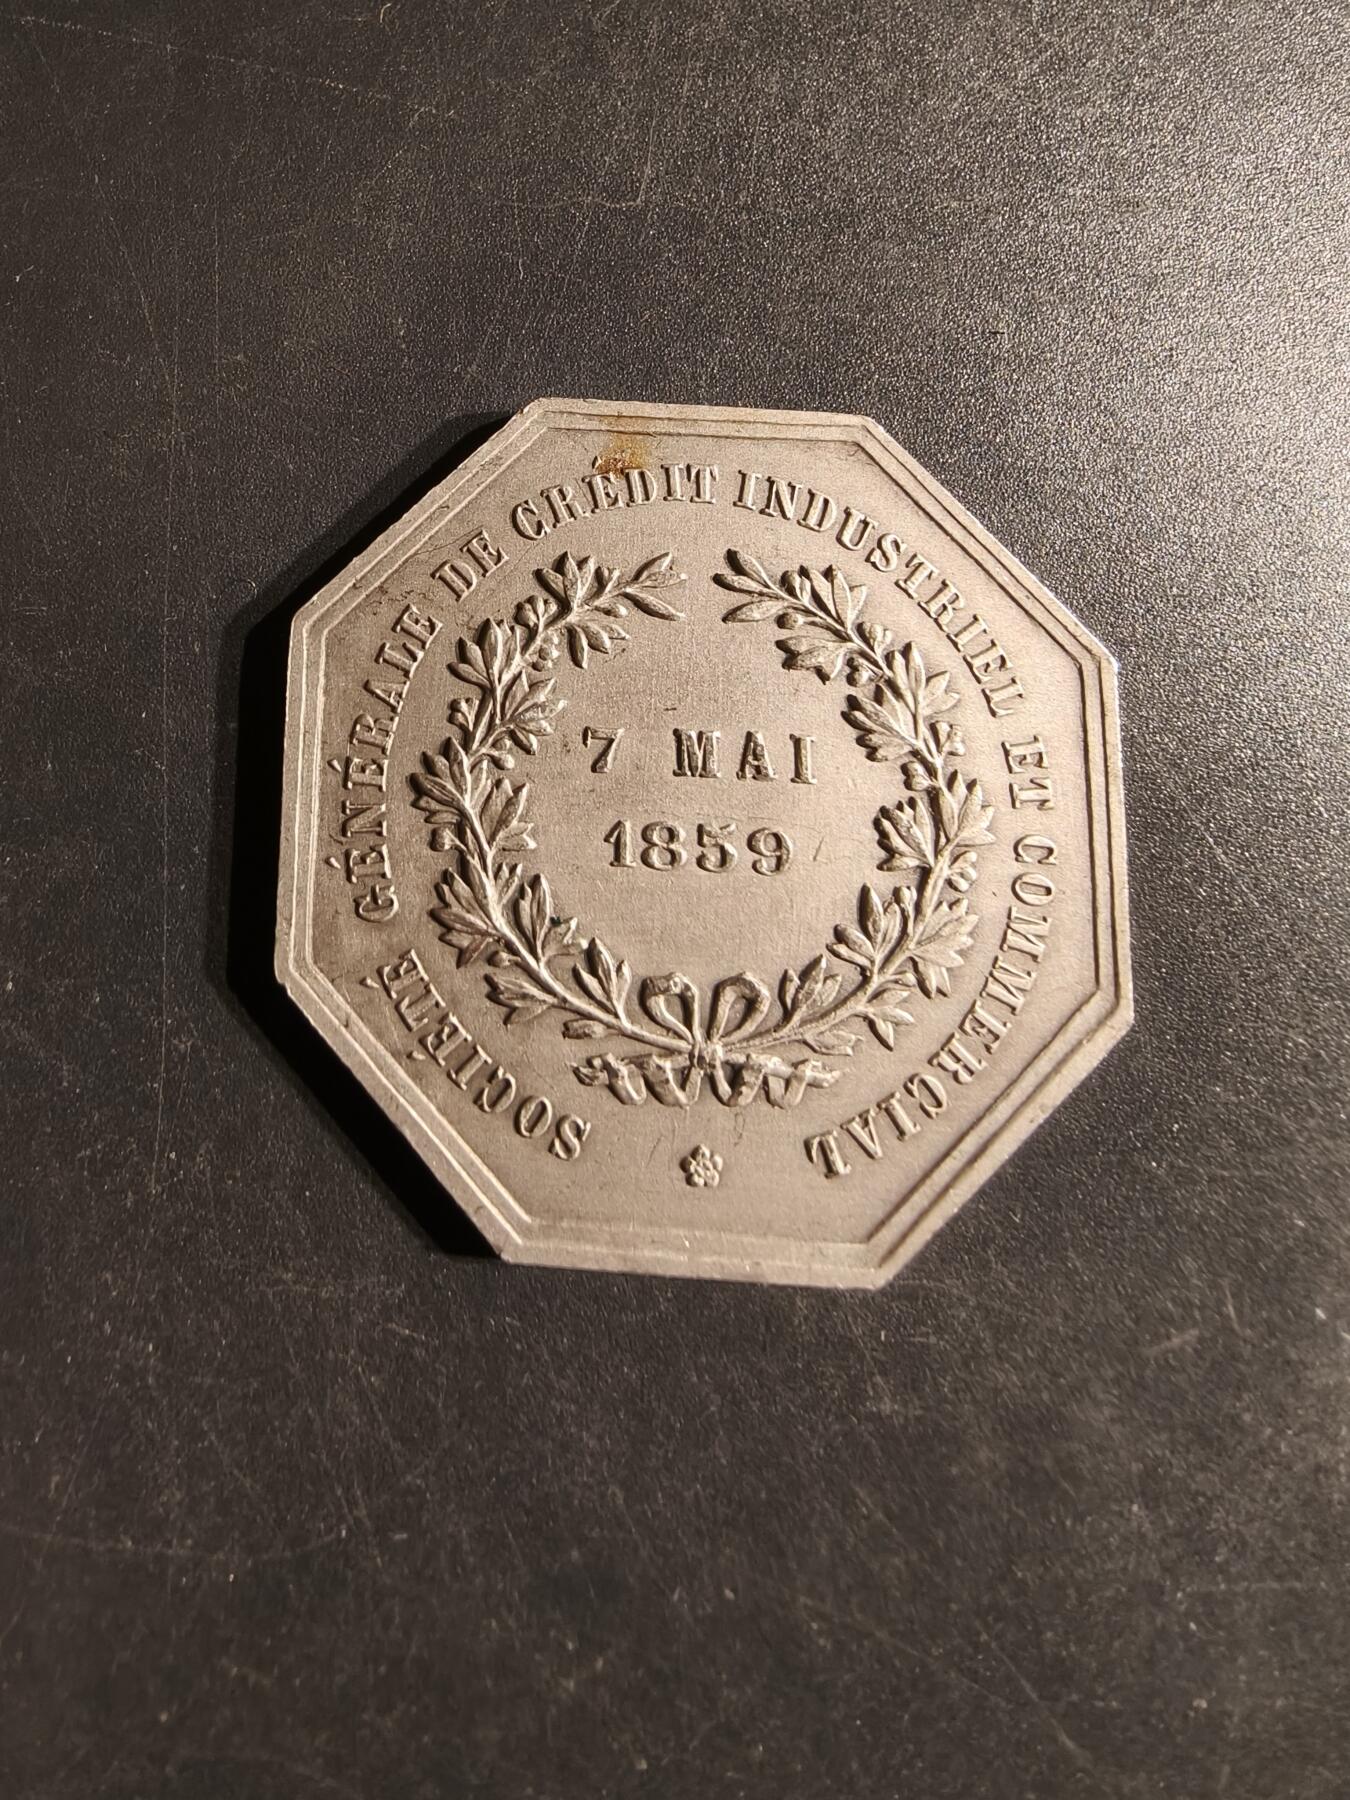 SOCIÉTÉ GÉNÉRALE DE CRÉDIT INDUSTRIEL ET COMMERCIAL
7 MAI
1859